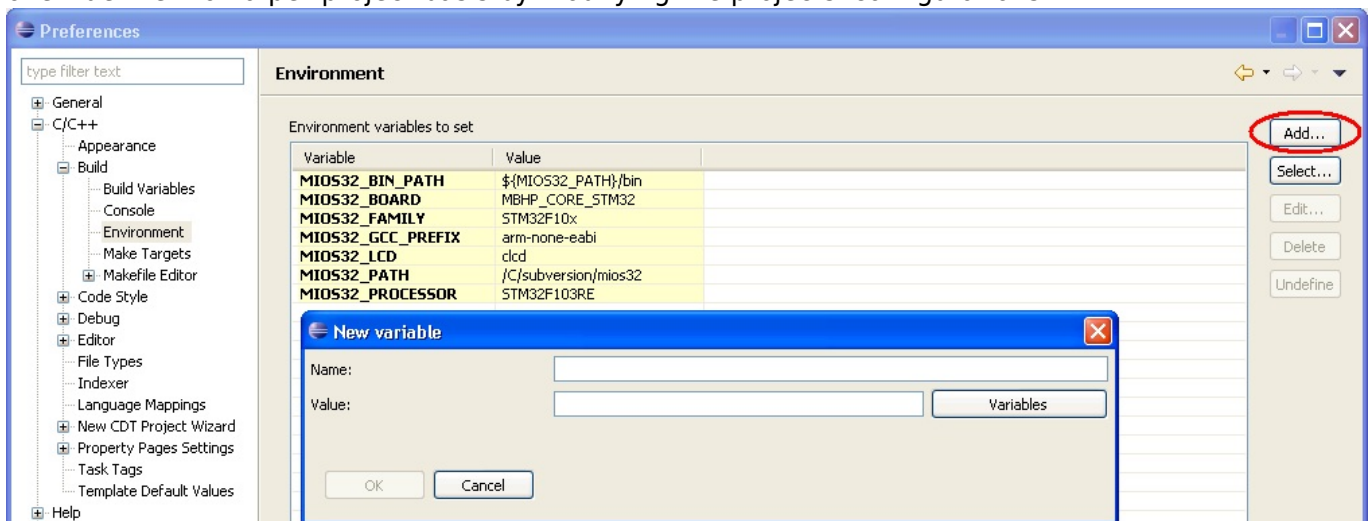 Preferences
type filter text
Environment
General
C/C++
Appearance
Build
Build Variables
Console
Environment
Make Targets
Makefile Editor
Code Style
Debug
Editor
File Types
Indexer
Language Mappings
New CDT Project Wizard
Property Pages Settings
Task Tags
Template Default Values
Help
Environment variables to set
Variable Value
MIOS32_BIN_PATH ${MIOS32_PATH}/bin
MIOS32_BOARD MBHP_CORE_STM32
MIOS32_FAMILY STM32F10x
MIOS32_GCC_PREFIX arm-none-eabi
MIOS32_LCD clcd
MIOS32_PATH /C/subversion/mios32
MIOS32_PROCESSOR STM32F103RE
Add...
Select...
Edit...
Delete
Undefine
New variable
Name:
Value:
Variables
OK Cancel